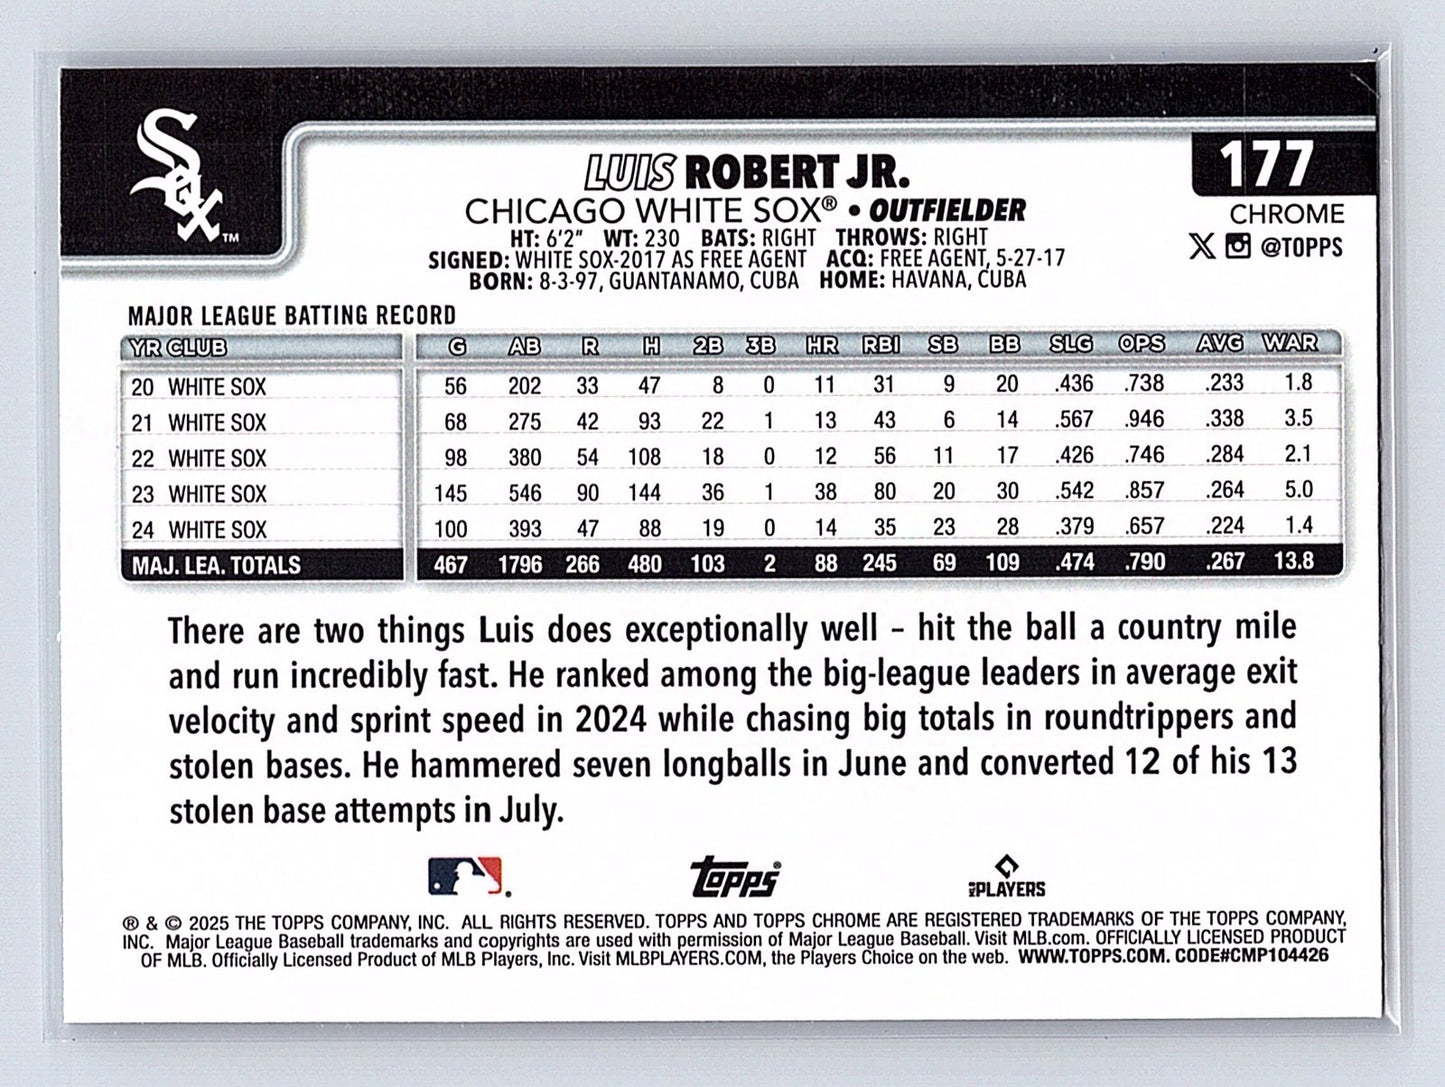 Sox TM
177
LUIS ROBERT JR.
CHICAGO WHITE SOX® • OUTFIELDER
CHROME
HT: 6'2" WT: 230 BATS: RIGHT THROWS: RIGHT
X @TOPPS
SIGNED: WHITE SOX-2017 AS FREE AGENT ACQ: FREE AGENT, 5-27-17
BORN: 8-3-97, GUANTANAMO, CUBA HOME: HAVANA, CUBA
MAJOR LEAGUE BATTING RECORD
YR CLUB G AB R H 2B 3B HR RBI SB BB SLG OPS AVG WAR
20 WHITE SOX 56 202 33 47 8 0 11 31 9 20 .436 .738 .233 1.8
21 WHITE SOX 68 275 42 93 22 1 13 43 6 14 .567 .946 .338 3.5
22 WHITE SOX 98 380 54 108 18 0 12 56 11 17 .426 .746 .284 2.1
23 WHITE SOX 145 546 90 144 36 1 38 80 20 30 .542 .857 .264 5.0
24 WHITE SOX 100 393 47 88 19 0 14 35 23 28 .379 .657 .224 1.4
MAJ. LEA. TOTALS 467 1796 266 480 103 2 88 245 69 109 .474 .790 .267 13.8
There are two things Luis does exceptionally well – hit the ball a country mile
and run incredibly fast. He ranked among the big-league leaders in average exit
velocity and sprint speed in 2024 while chasing big totals in roundtrippers and
stolen bases. He hammered seven longballs in June and converted 12 of his 13
stolen base attempts in July.
Topps®
MLB PLAYERS
® & © 2025 THE TOPPS COMPANY, INC. ALL RIGHTS RESERVED. TOPPS AND TOPPS CHROME ARE REGISTERED TRADEMARKS OF THE TOPPS COMPANY,
INC. Major League Baseball trademarks and copyrights are used with permission of Major League Baseball. Visit MLB.com. OFFICIALLY LICENSED PRODUCT
OF MLB. Officially Licensed Product of MLB Players, Inc. Visit MLBPLAYERS.COM, the Players Choice on the web. WWW.TOPPS.COM. CODE#CMP104426